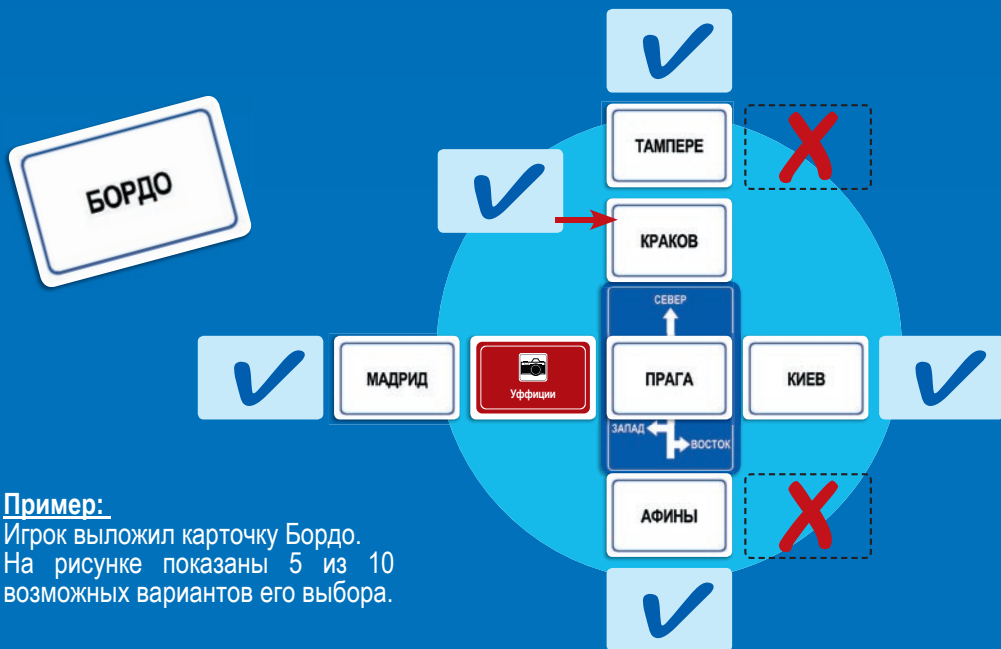 ТАМПЕРЕ
БОРДО
КРАКОВ
СЕВЕР
МАДРИД
Уффиции
ПРАГА
КИЕВ
ЗАПАД
ВОСТОК
АФИНЫ
Пример:
Игрок выложил карточку Бордо.
На рисунке показаны 5 из 10
возможных вариантов его выбора.